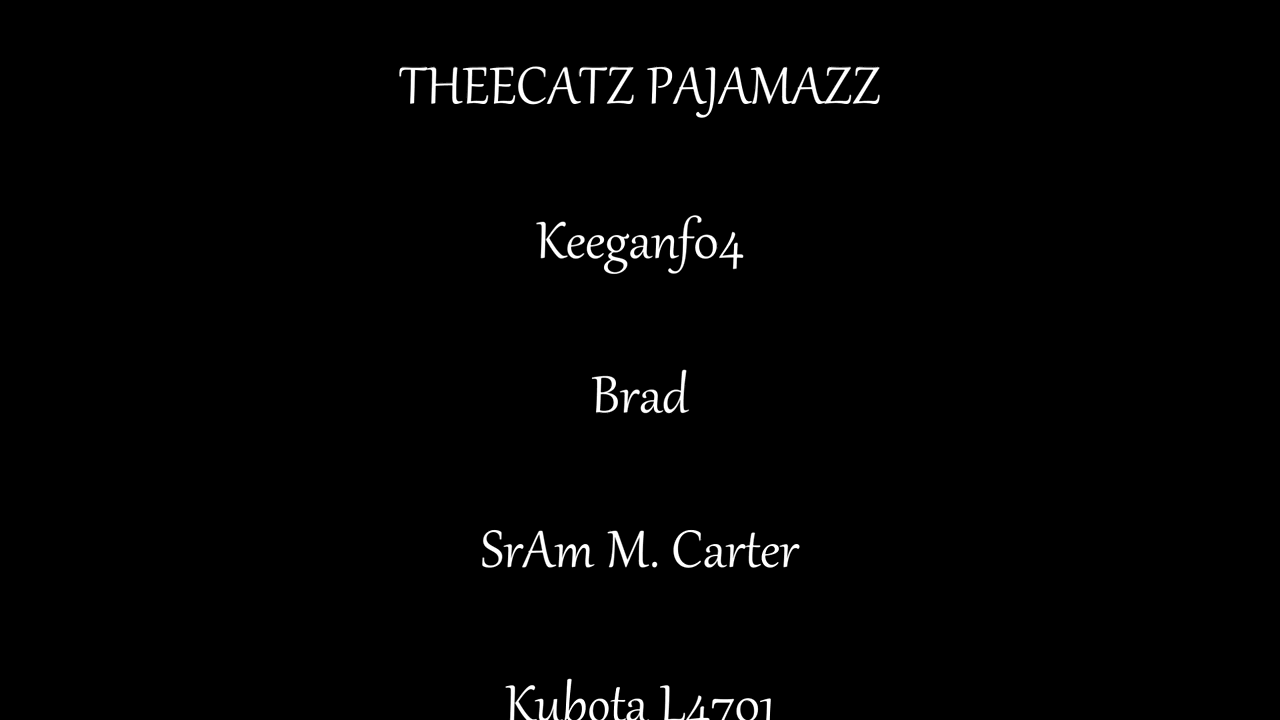 THEECATZ PAJAMAZZ
Keeganf04
Brad
SrAm M. Carter
Kubota L4701